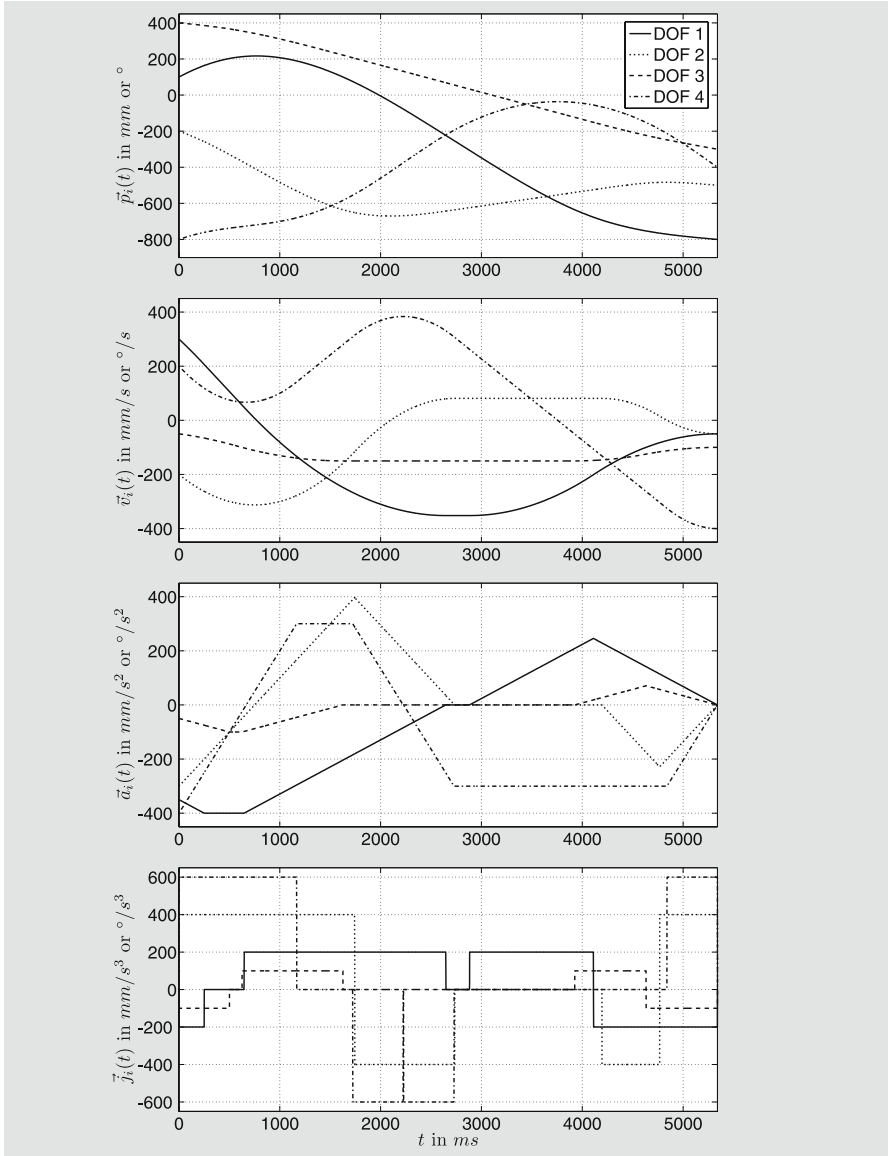 400
200
0
-200
-400
-600
-800
p⃗ᵢ(t) in mm or °
DOF 1
DOF 2
DOF 3
DOF 4
0 1000 2000 3000 4000 5000
400
200
0
-200
-400
v⃗ᵢ(t) in mm/s or °/s
0 1000 2000 3000 4000 5000
400
200
0
-200
-400
a⃗ᵢ(t) in mm/s² or °/s²
0 1000 2000 3000 4000 5000
600
400
200
0
-200
-400
-600
j⃗ᵢ(t) in mm/s³ or °/s³
0 1000 2000 3000 4000 5000
t in ms